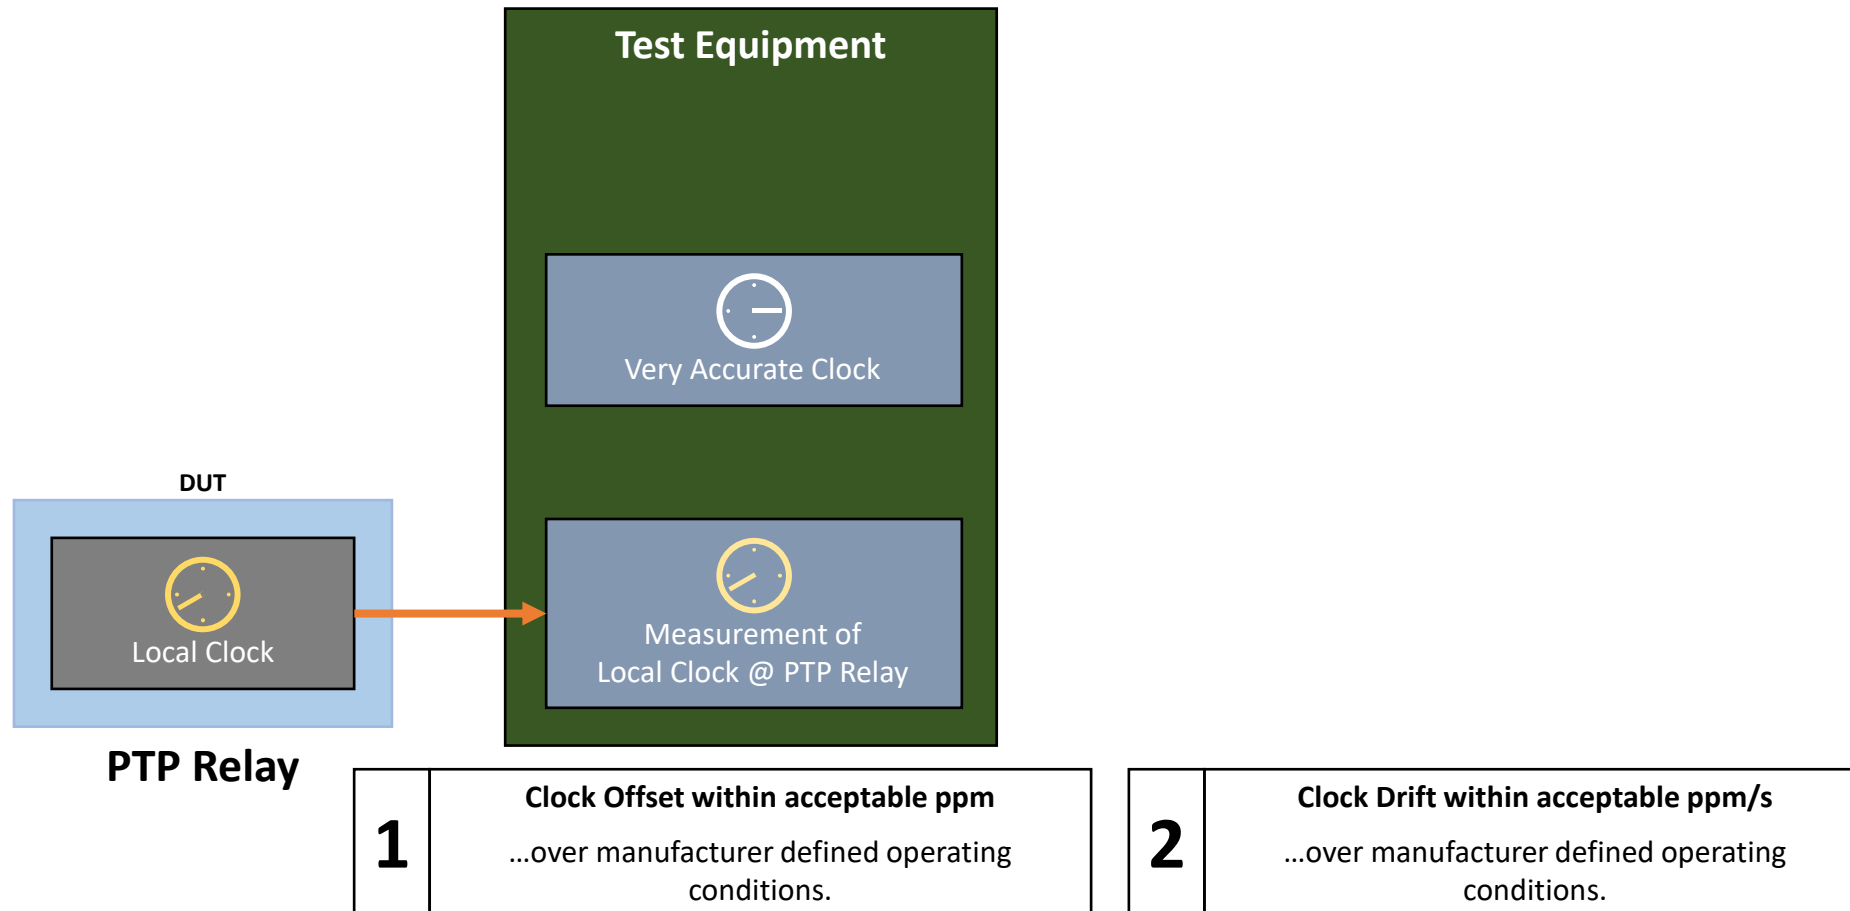 Test Equipment
Very Accurate Clock
DUT
Local Clock
Measurement of
Local Clock @ PTP Relay
PTP Relay
1
Clock Offset within acceptable ppm
...over manufacturer defined operating
conditions.
2
Clock Drift within acceptable ppm/s
...over manufacturer defined operating
conditions.